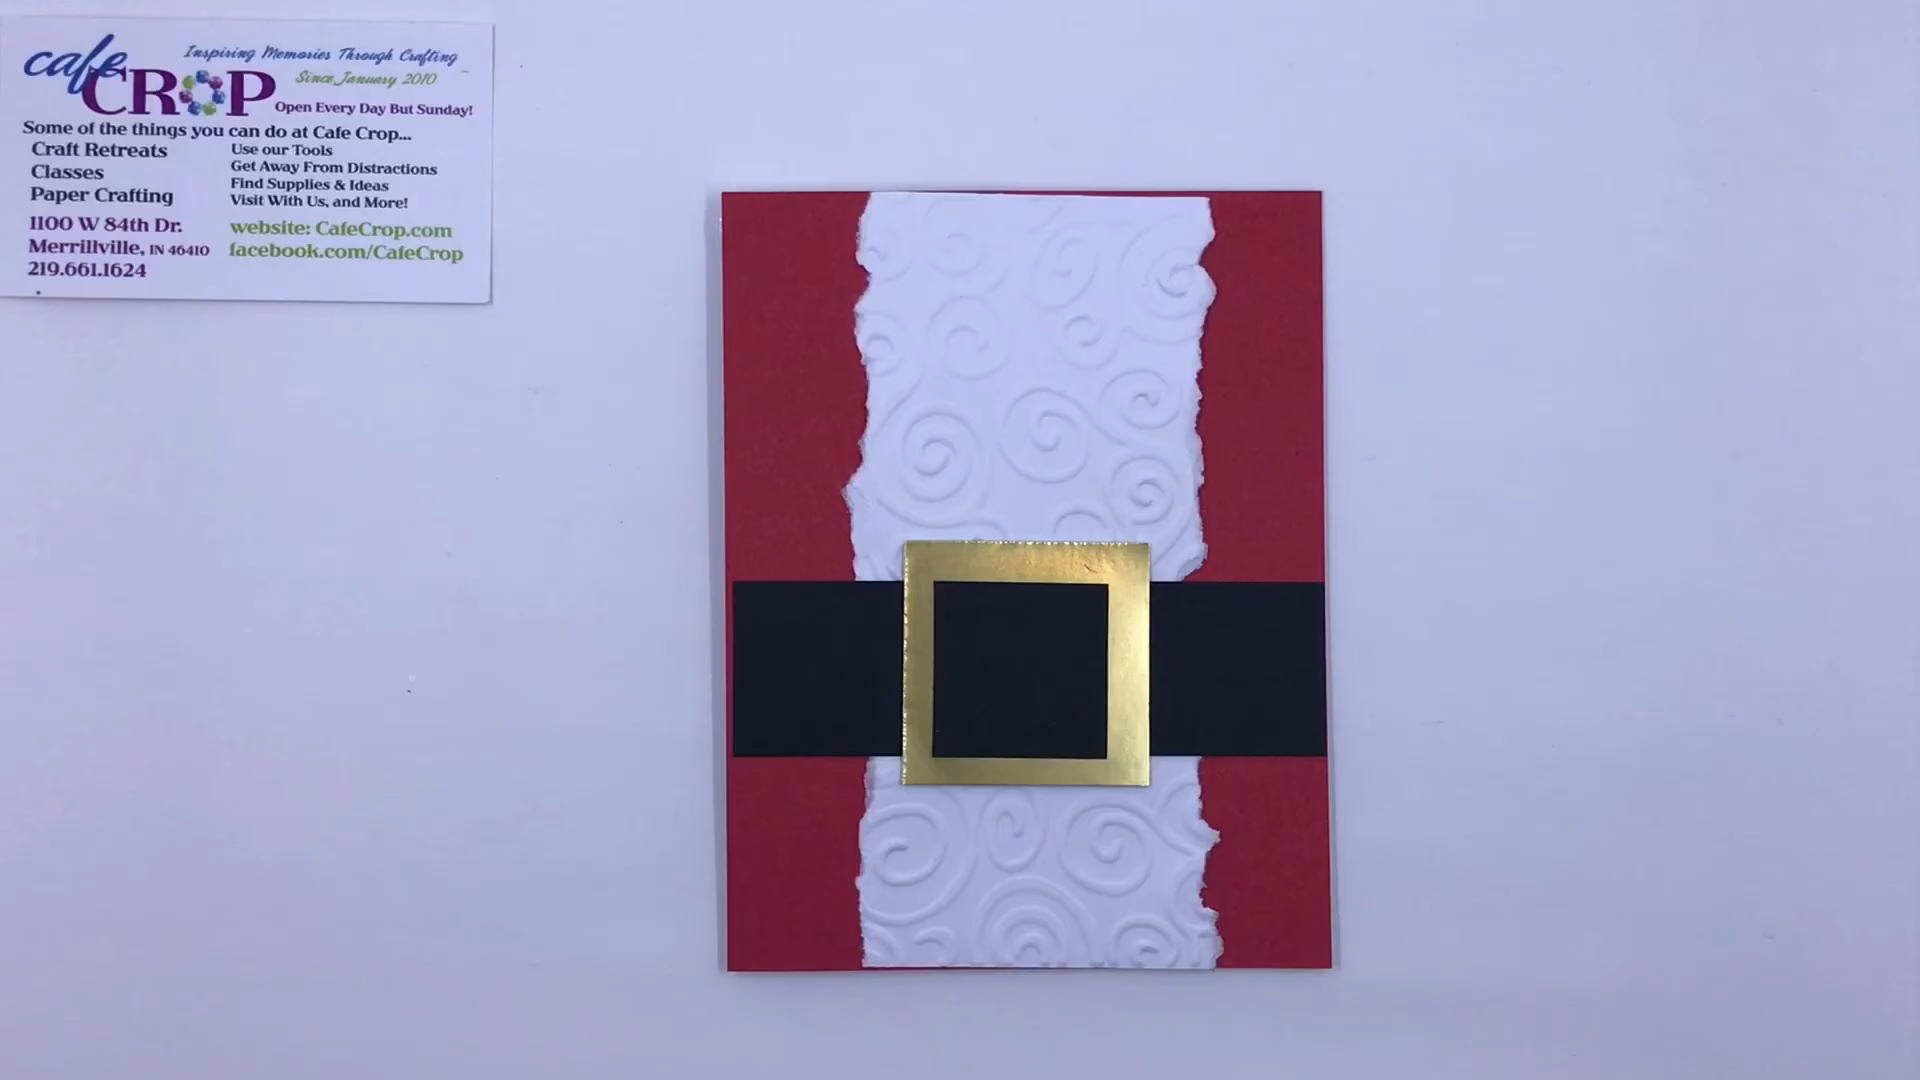 cafe CROP
Inspiring Memories Through Crafting
Since January 2010
Open Every Day But Sunday!
Some of the things you can do at Cafe Crop...
Craft Retreats
Classes
Paper Crafting
Use our Tools
Get Away From Distractions
Find Supplies & Ideas
Visit With Us, and More!
1100 W 84th Dr.
Merrillville, IN 46410
219.661.1624
website: CafeCrop.com
facebook.com/CafeCrop